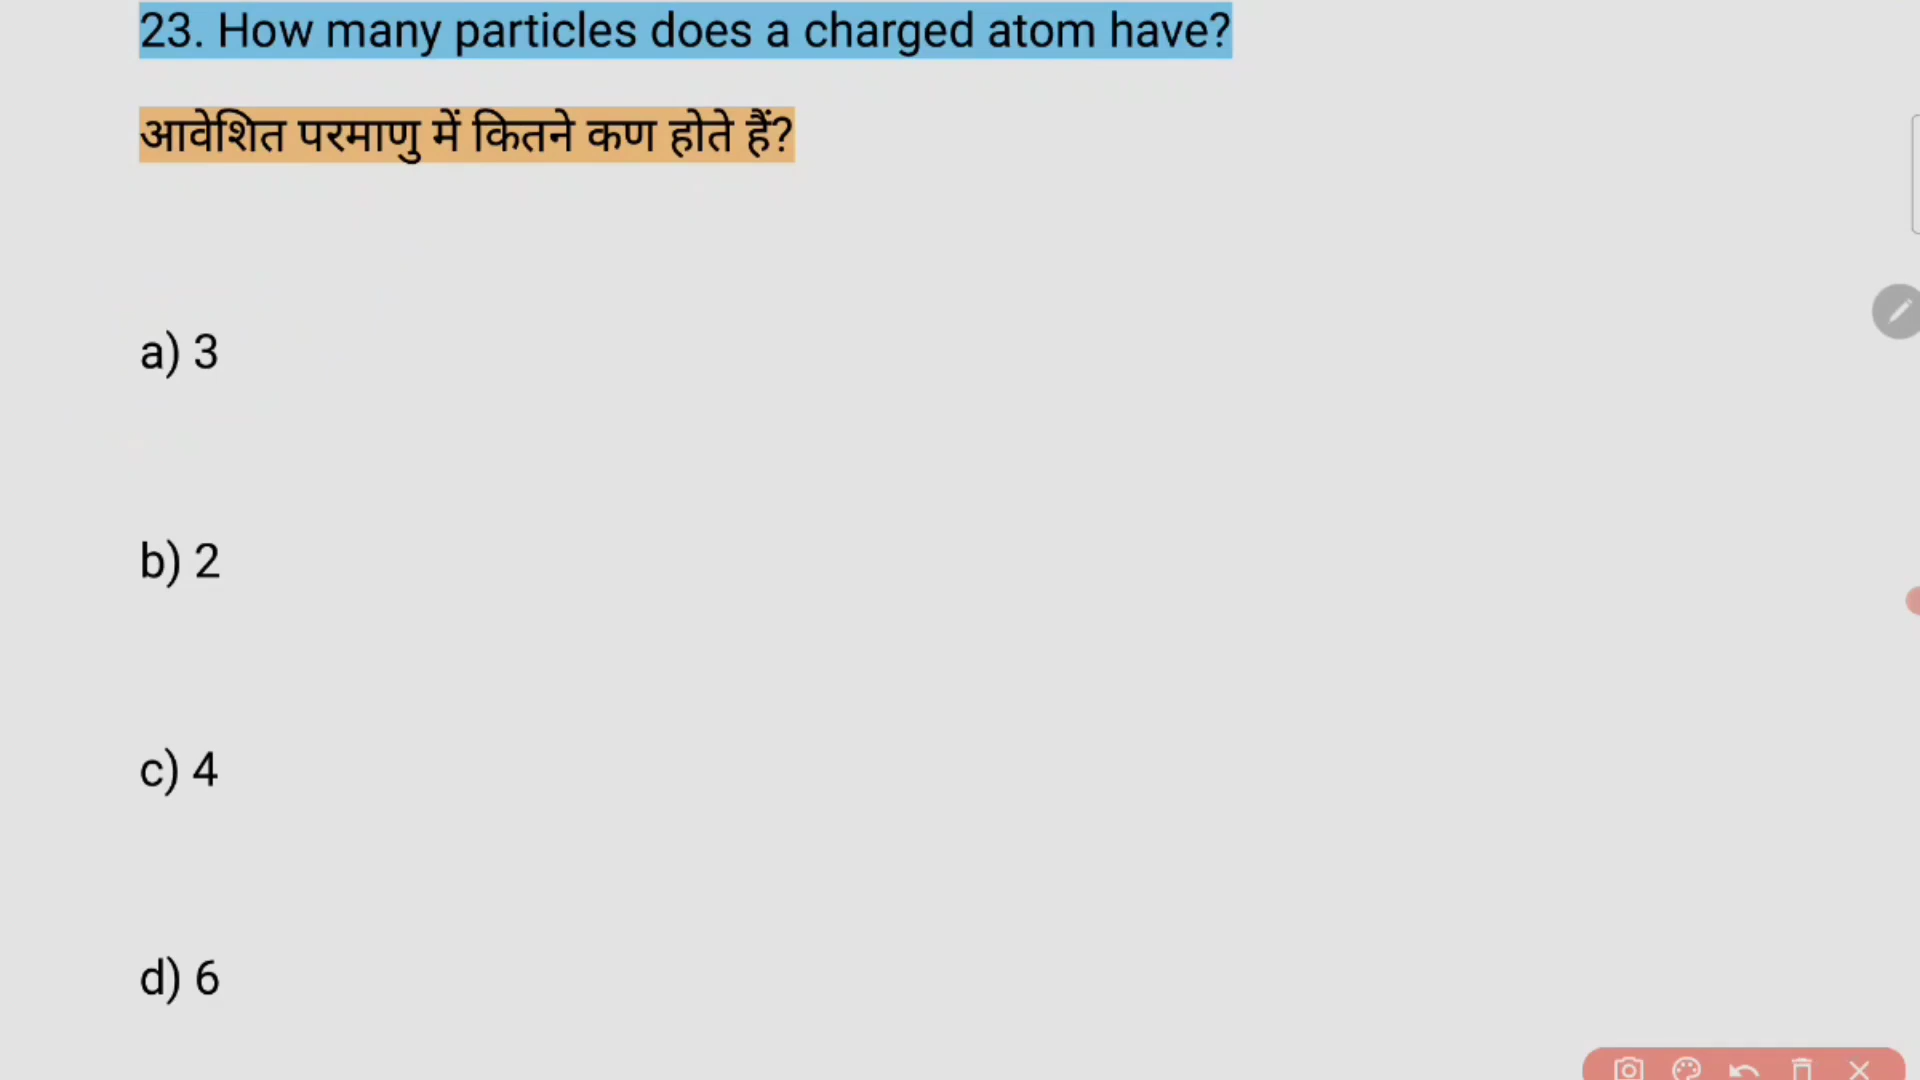 23. How many particles does a charged atom have?
आवेशित परमाणु में कितने कण होते हैं?
a) 3
b) 2
c) 4
d) 6